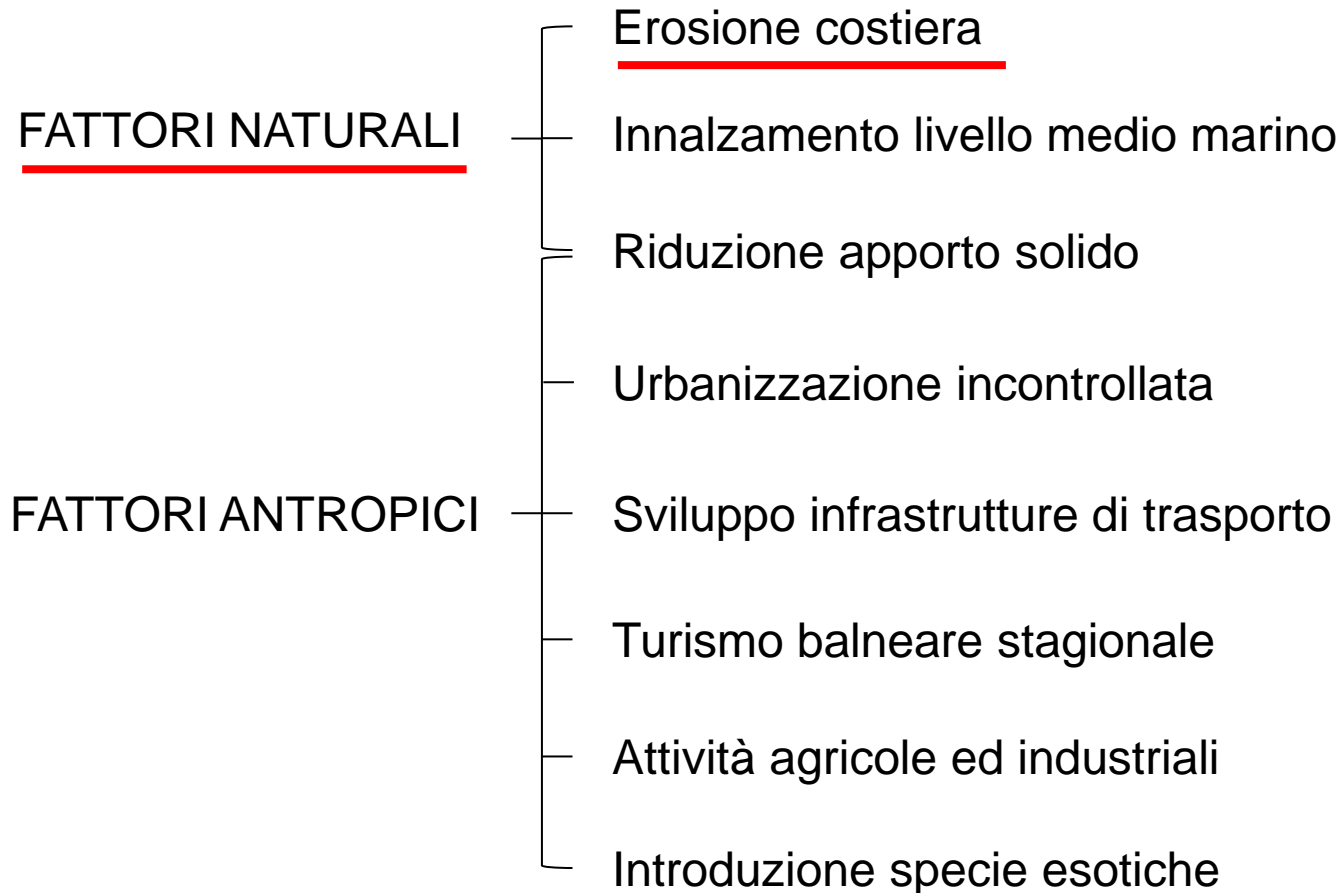 Erosione costiera
FATTORI NATURALI
Innalzamento livello medio marino
Riduzione apporto solido
Urbanizzazione incontrollata
FATTORI ANTROPICI
Sviluppo infrastrutture di trasporto
Turismo balneare stagionale
Attività agricole ed industriali
Introduzione specie esotiche